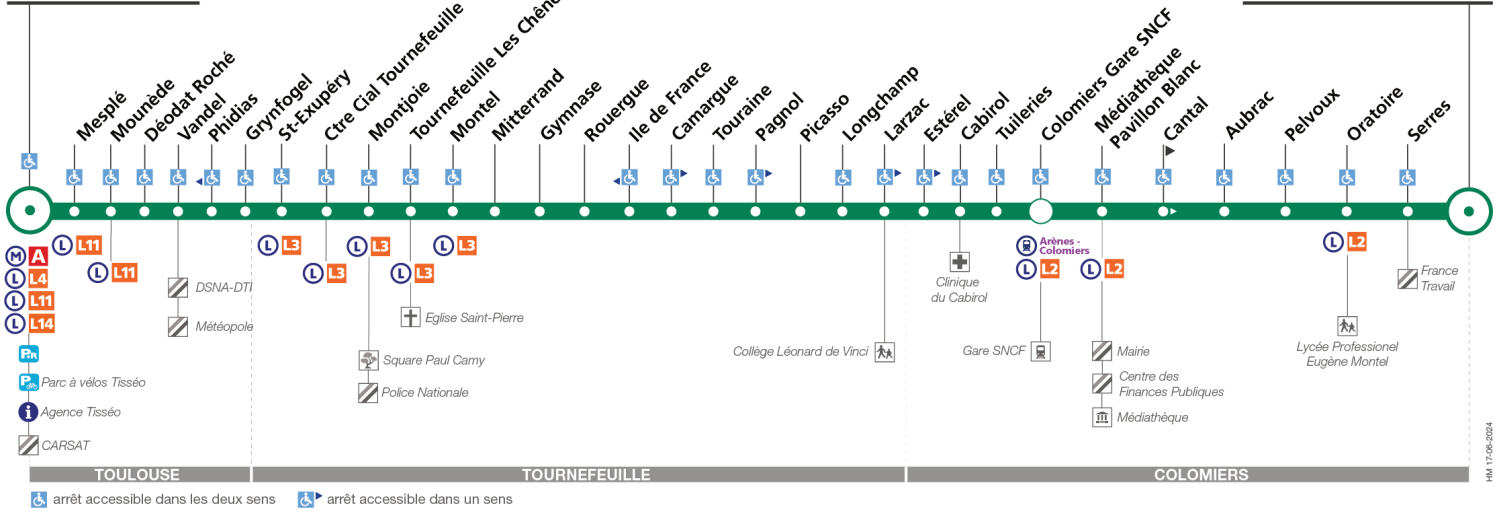 Mesplé
Mounède
Déodat Roché
Vandel
Phidias
Grynfogel
St-Exupéry
Ctre Cial Tournefeuille
Montjoie
Tournefeuille Les Chêne
Montel
Mitterrand
Gymnase
Rouergue
Ile de France
Camargue
Touraine
Pagnol
Picasso
Longchamp
Larzac
Estérel
Cabirol
Tuileries
Colomiers Gare SNCF
Médiathèque
Pavillon Blanc
Cantal
Aubrac
Pelvoux
Oratoire
Serres
M A
L L4
L L11
L L14
P+R
P Parc à vélos Tisséo
i Agence Tisséo
CARSAT
L L11
L L11
DSNA-DTI
Météopole
L L3
L L3
L L3
Square Paul Camy
Police Nationale
L L3
Eglise Saint-Pierre
L L3
Collège Léonard de Vinci
Clinique
du Cabirol
Arènes -
Colomiers
L L2
Gare SNCF
L L2
Mairie
Centre des
Finances Publiques
Médiathèque
L L2
Lycée Professionel
Eugène Montel
France
Travail
HM 17-06-2024
TOULOUSE
TOURNEFEUILLE
COLOMIERS
arrêt accessible dans les deux sens
arrêt accessible dans un sens